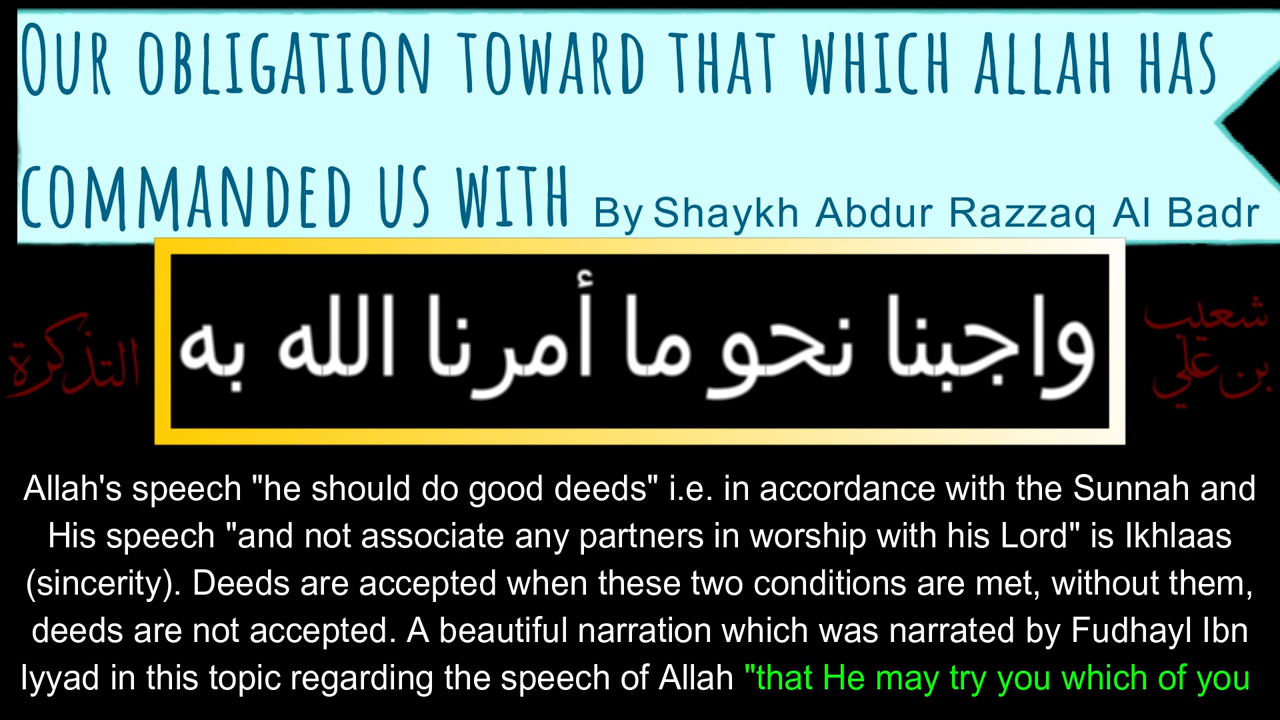 Our obligation toward that which Allah has
commanded us with By Shaykh Abdur Razzaq Al Badr
واجبنا نحو ما أمرنا الله به
شعيب
بن علي
التذكرة
Allah's speech "he should do good deeds" i.e. in accordance with the Sunnah and
His speech "and not associate any partners in worship with his Lord" is Ikhlaas
(sincerity). Deeds are accepted when these two conditions are met, without them,
deeds are not accepted. A beautiful narration which was narrated by Fudhayl Ibn
Iyyad in this topic regarding the speech of Allah "that He may try you which of you